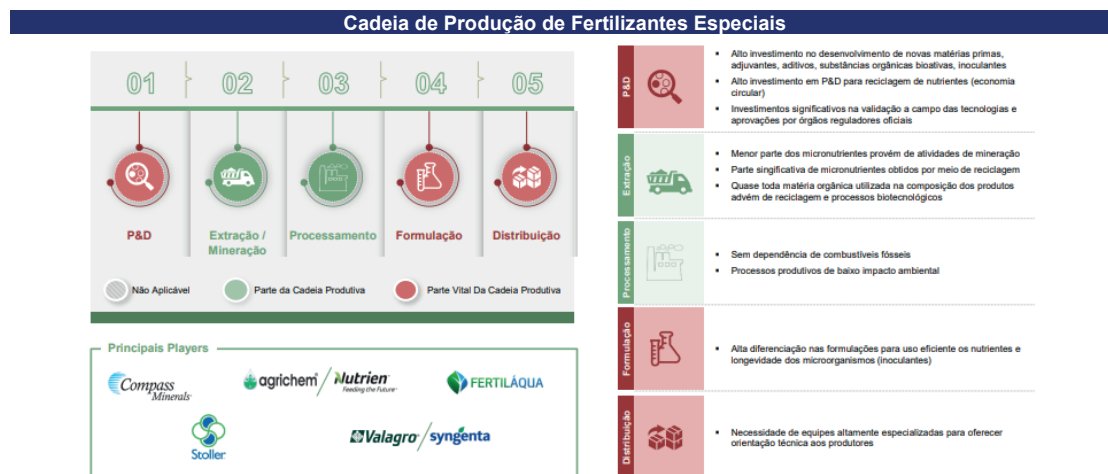 Cadeia de Produção de Fertilizantes Especiais
01 02 03 04 05
P&D
Extração /
Mineração
Processamento
Formulação
Distribuição
Não Aplicável
Parte da Cadeia Produtiva
Parte Vital Da Cadeia Produtiva
Principais Players
Compass
Minerals
agrichem
Nutrien
Feeding the Future
FERTILÁQUA
Stoller
Valagro
syngenta
P&D
▪ Alto investimento no desenvolvimento de novas matérias primas,
adjuvantes, aditivos, substâncias orgânicas bioativas, inoculantes
▪ Alto investimento em P&D para reciclagem de nutrientes (economia
circular)
▪ Investimentos significativos na validação a campo das tecnologias e
aprovações por órgãos reguladores oficiais
Extração
▪ Menor parte dos micronutrientes provém de atividades de mineração
▪ Parte singificativa de micronutrientes obtidos por meio de reciclagem
▪ Quase toda matéria orgânica utilizada na composição dos produtos
advém de reciclagem e processos biotecnológicos
Processamento
▪ Sem dependência de combustíveis fósseis
▪ Processos produtivos de baixo impacto ambiental
Formulação
▪ Alta diferenciação nas formulações para uso eficiente os nutrientes e
longevidade dos microorganismos (inoculantes)
Distribuição
▪ Necessidade de equipes altamente especializadas para oferecer
orientação técnica aos produtores